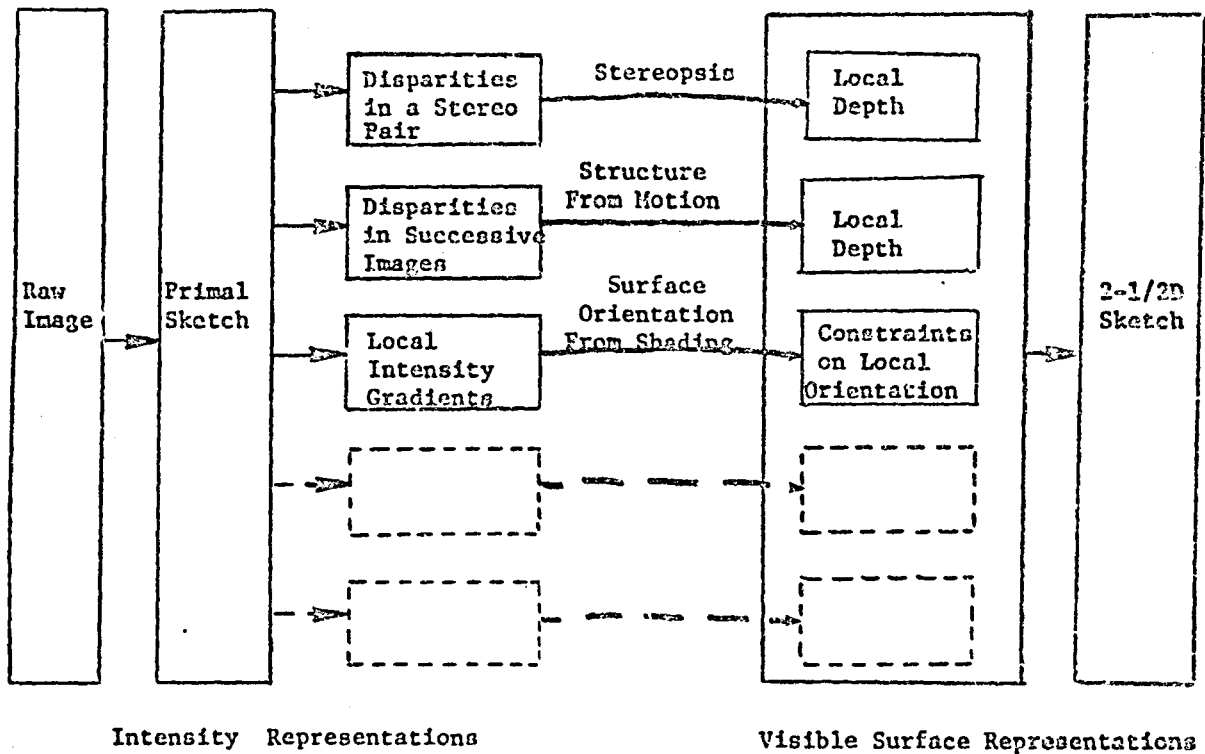 Raw
Image
Primal
Sketch
Disparities
in a Stereo
Pair
Stereopsis
Local
Depth
Disparities
in Successive
Images
Structure
From Motion
Local
Depth
Local
Intensity
Gradients
Surface
Orientation
From Shading
Constraints
on Local
Orientation
2-1/2D
Sketch
Intensity Representations
Visible Surface Representations